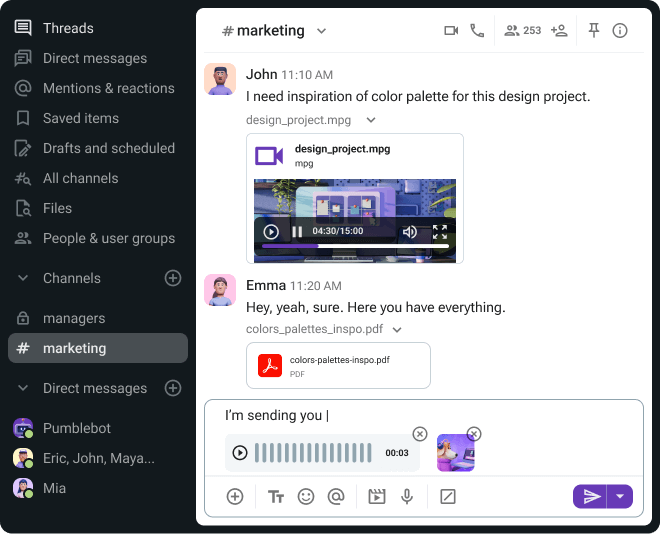 Threads
Direct messages
Mentions & reactions
Saved items
Drafts and scheduled
All channels
Files
People & user groups
Channels
managers
# marketing
Direct messages
Pumblebot
Eric, John, Maya...
Mia
# marketing
253
John 11:10 AM
I need inspiration of color palette for this design project.
design_project.mpg
design_project.mpg
mpg
04:30/15:00
Emma 11:20 AM
Hey, yeah, sure. Here you have everything.
colors_palettes_inspo.pdf
colors-palettes-inspo.pdf
PDF
I'm sending you |
00:03